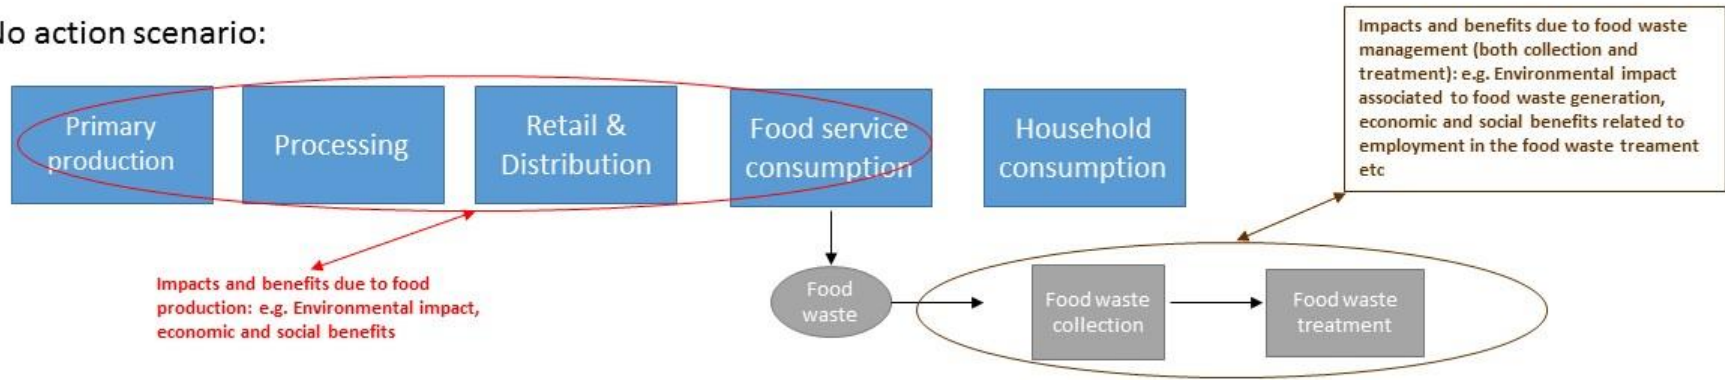 No action scenario:
Impacts and benefits due to food waste
management (both collection and
treatment): e.g. Environmental impact
associated to food waste generation,
economic and social benefits related to
employment in the food waste treament
etc
Primary
production
Processing
Retail &
Distribution
Food service
consumption
Household
consumption
Impacts and benefits due to food
production: e.g. Environmental impact,
economic and social benefits
Food
waste
Food waste
collection
Food waste
treatment